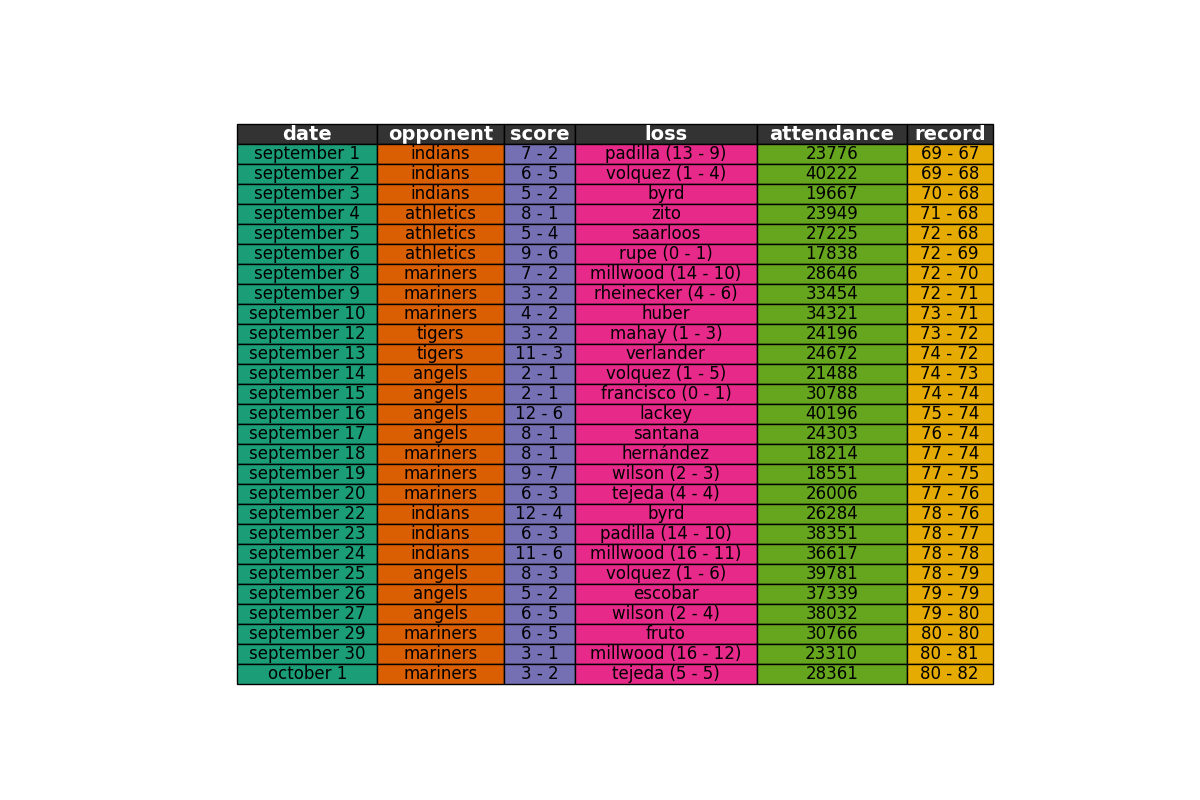 date opponent score loss attendance record
september 1 indians 7 - 2 padilla (13 - 9) 23776 69 - 67
september 2 indians 6 - 5 volquez (1 - 4) 40222 69 - 68
september 3 indians 5 - 2 byrd 19667 70 - 68
september 4 athletics 8 - 1 zito 23949 71 - 68
september 5 athletics 5 - 4 saarloos 27225 72 - 68
september 6 athletics 9 - 6 rupe (0 - 1) 17838 72 - 69
september 8 mariners 7 - 2 millwood (14 - 10) 28646 72 - 70
september 9 mariners 3 - 2 rheinecker (4 - 6) 33454 72 - 71
september 10 mariners 4 - 2 huber 34321 73 - 71
september 12 tigers 3 - 2 mahay (1 - 3) 24196 73 - 72
september 13 tigers 11 - 3 verlander 24672 74 - 72
september 14 angels 2 - 1 volquez (1 - 5) 21488 74 - 73
september 15 angels 2 - 1 francisco (0 - 1) 30788 74 - 74
september 16 angels 12 - 6 lackey 40196 75 - 74
september 17 angels 8 - 1 santana 24303 76 - 74
september 18 mariners 8 - 1 hernández 18214 77 - 74
september 19 mariners 9 - 7 wilson (2 - 3) 18551 77 - 75
september 20 mariners 6 - 3 tejeda (4 - 4) 26006 77 - 76
september 22 indians 12 - 4 byrd 26284 78 - 76
september 23 indians 6 - 3 padilla (14 - 10) 38351 78 - 77
september 24 indians 11 - 6 millwood (16 - 11) 36617 78 - 78
september 25 angels 8 - 3 volquez (1 - 6) 39781 78 - 79
september 26 angels 5 - 2 escobar 37339 79 - 79
september 27 angels 6 - 5 wilson (2 - 4) 38032 79 - 80
september 29 mariners 6 - 5 fruto 30766 80 - 80
september 30 mariners 3 - 1 millwood (16 - 12) 23310 80 - 81
october 1 mariners 3 - 2 tejeda (5 - 5) 28361 80 - 82